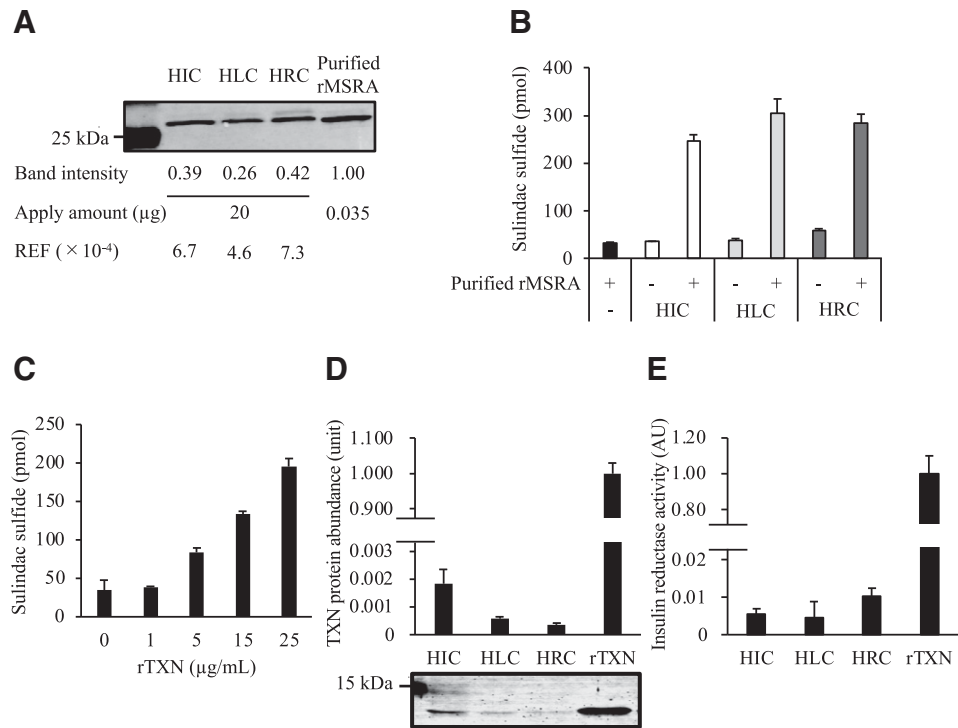 A
HIC HLC HRC Purified rMSRA
25 kDa
Band intensity 0.39 0.26 0.42 1.00
Apply amount (µg) 20 0.035
REF (×10⁻⁴) 6.7 4.6 7.3
B
Sulindac sulfide (pmol)
400
300
200
100
0
Purified rMSRA + - + - + - +
- HIC HLC HRC
C
Sulindac sulfide (pmol)
250
200
150
100
50
0
0 1 5 15 25
rTXN (µg/mL)
D
TXN protein abundance (unit)
1.100
1.000
0.900
0.003
0.002
0.001
0
HIC HLC HRC rTXN
15 kDa
E
Insulin reductase activity (AU)
1.20
1.00
0.80
0.02
0.01
0
HIC HLC HRC rTXN